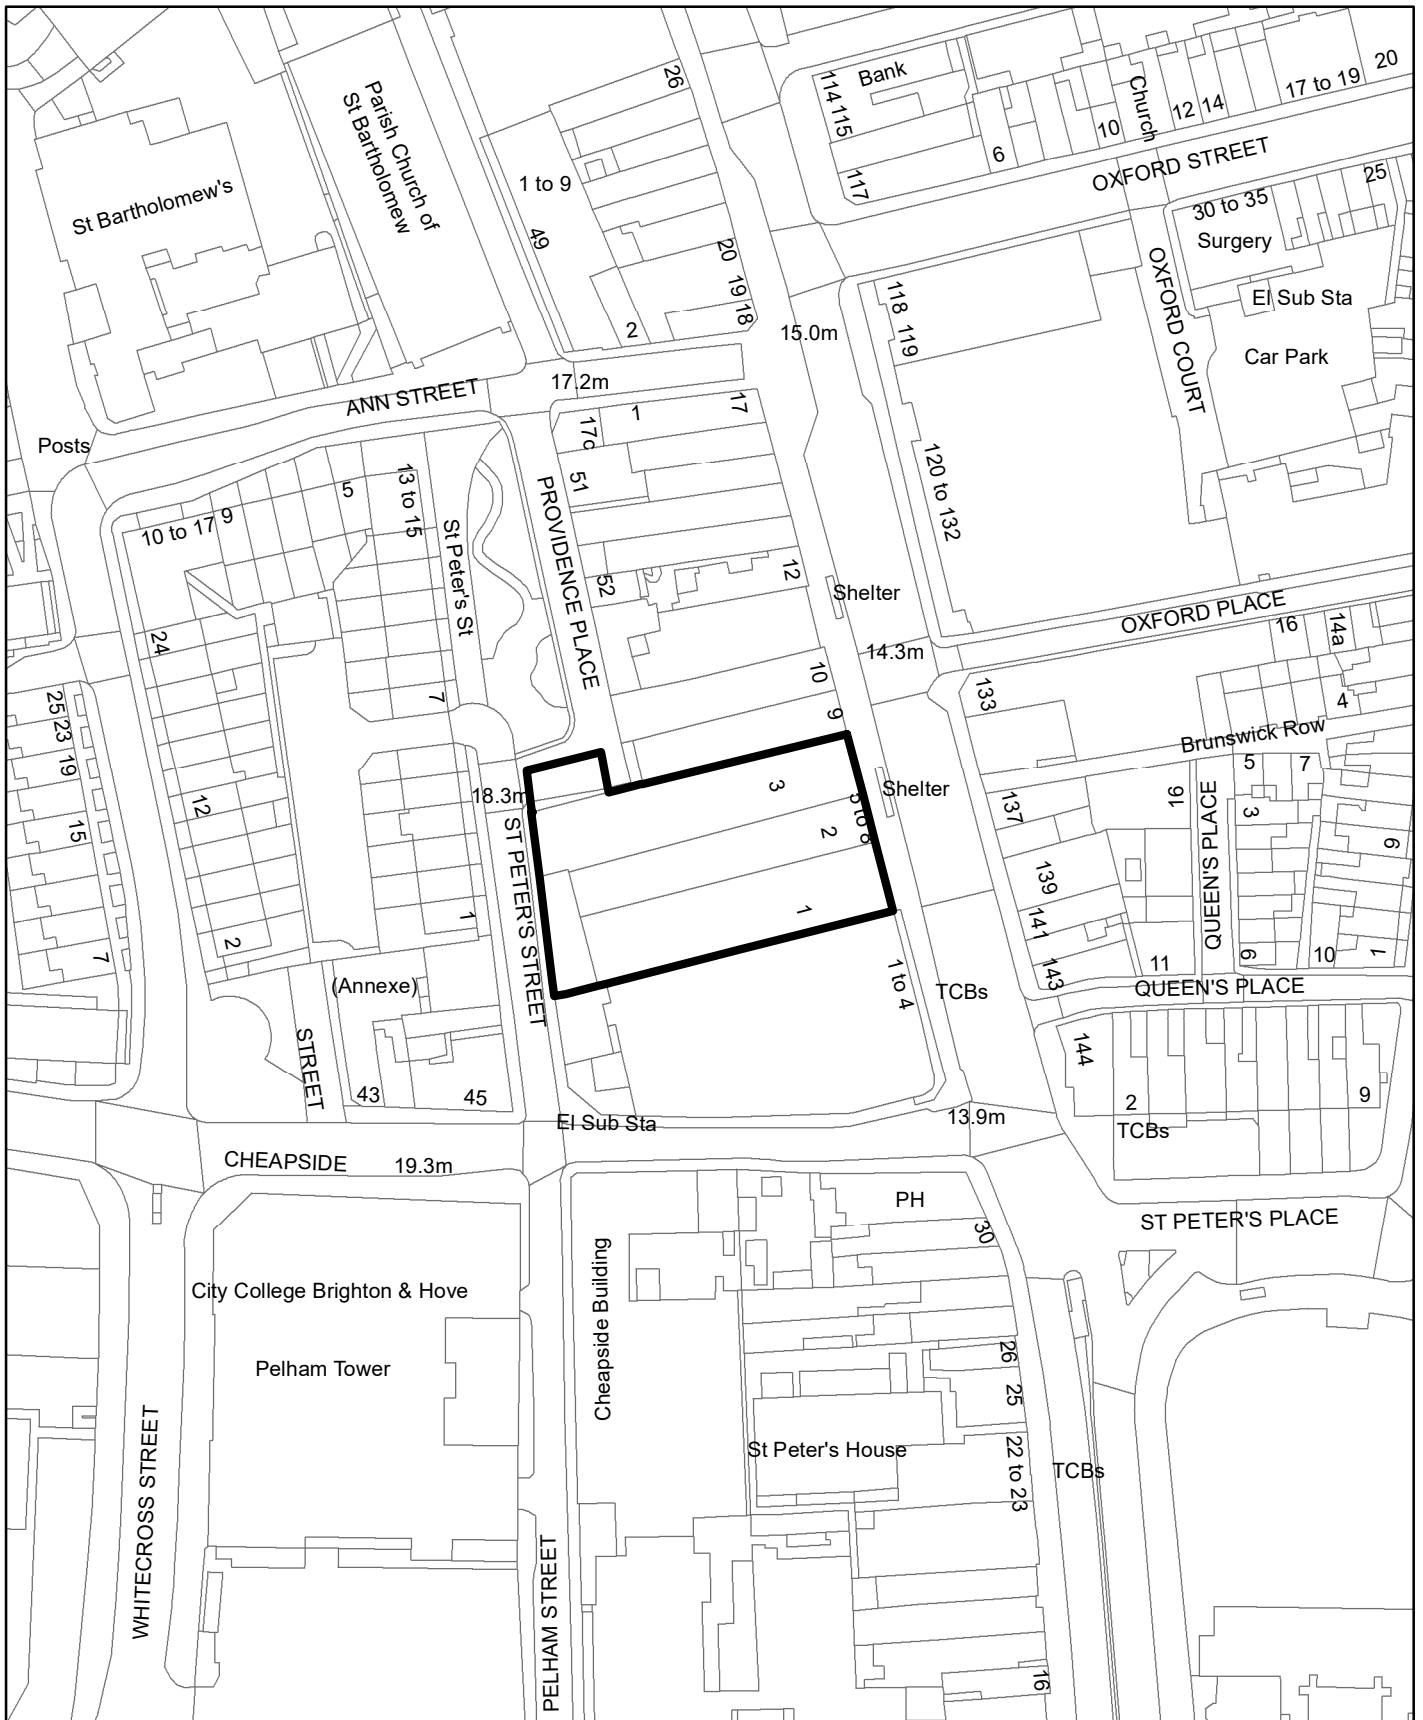 Bank
114
115
117
6
10
Church
12
14
17 to 19
20
OXFORD STREET
26
Parish Church of
St Bartholomew
St Bartholomew's
1 to 9
49
2
20
19
18
30 to 35
Surgery
25
El Sub Sta
Car Park
OXFORD COURT
118
119
15.0m
17.2m
ANN STREET
Posts
1
17
17c
51
PROVIDENCE PLACE
120 to 132
10 to 17
9
5
13 to 15
St Peter's St
52
12
Shelter
OXFORD PLACE
16
14a
14.3m
24
7
10
9
133
4
Brunswick Row
25
23
19
15
7
12
2
18.3m
3
2
1
5 to 8
Shelter
137
139
141
143
16
QUEEN'S PLACE
5
7
3
9
6
10
1
11
QUEEN'S PLACE
ST PETER'S STREET
1
(Annexe)
1 to 4
TCBs
STREET
43
45
El Sub Sta
13.9m
144
2
9
TCBs
CHEAPSIDE
19.3m
PH
30
ST PETER'S PLACE
City College Brighton & Hove
Pelham Tower
Cheapside Building
26
25
22 to 23
St Peter's House
TCBs
WHITECROSS STREET
PELHAM STREET
16